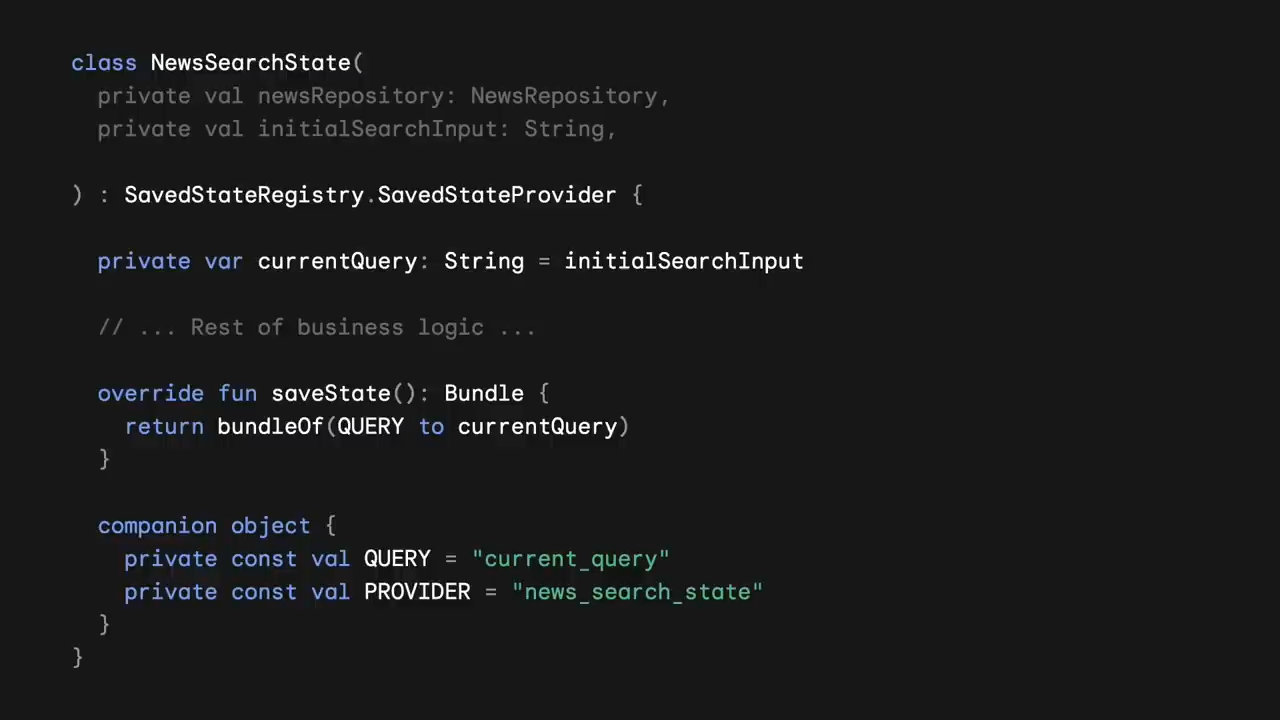 class NewsSearchState(
  private val newsRepository: NewsRepository,
  private val initialSearchInput: String,
) : SavedStateRegistry.SavedStateProvider {
  private var currentQuery: String = initialSearchInput
  // ... Rest of business logic ...
  override fun saveState(): Bundle {
    return bundleOf(QUERY to currentQuery)
  }
  companion object {
    private const val QUERY = "current_query"
    private const val PROVIDER = "news_search_state"
  }
}